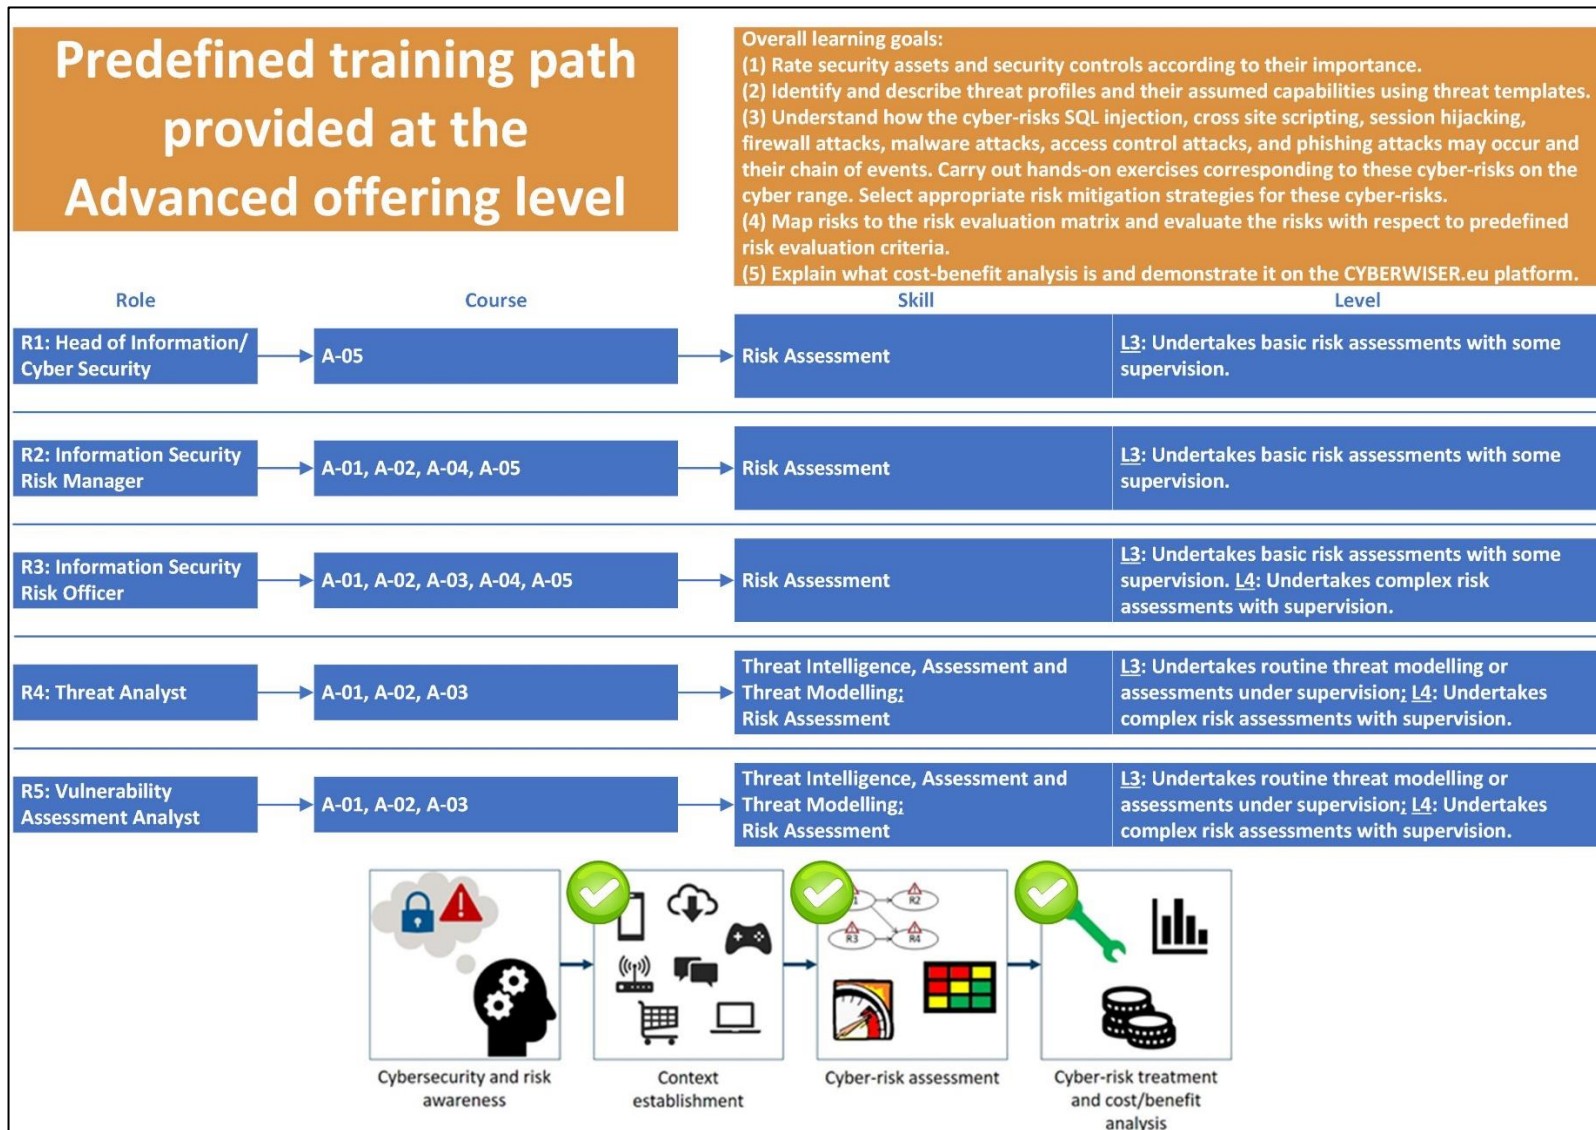 Predefined training path
provided at the
Advanced offering level
Overall learning goals:
(1) Rate security assets and security controls according to their importance.
(2) Identify and describe threat profiles and their assumed capabilities using threat templates.
(3) Understand how the cyber-risks SQL injection, cross site scripting, session hijacking,
firewall attacks, malware attacks, access control attacks, and phishing attacks may occur and
their chain of events. Carry out hands-on exercises corresponding to these cyber-risks on the
cyber range. Select appropriate risk mitigation strategies for these cyber-risks.
(4) Map risks to the risk evaluation matrix and evaluate the risks with respect to predefined
risk evaluation criteria.
(5) Explain what cost-benefit analysis is and demonstrate it on the CYBERWISER.eu platform.
Role
Course
Skill
Level
R1: Head of Information/
Cyber Security
A-05
Risk Assessment
L3: Undertakes basic risk assessments with some
supervision.
R2: Information Security
Risk Manager
A-01, A-02, A-04, A-05
Risk Assessment
L3: Undertakes basic risk assessments with some
supervision.
R3: Information Security
Risk Officer
A-01, A-02, A-03, A-04, A-05
Risk Assessment
L3: Undertakes basic risk assessments with some
supervision. L4: Undertakes complex risk
assessments with supervision.
R4: Threat Analyst
A-01, A-02, A-03
Threat Intelligence, Assessment and
Threat Modelling;
Risk Assessment
L3: Undertakes routine threat modelling or
assessments under supervision; L4: Undertakes
complex risk assessments with supervision.
R5: Vulnerability
Assessment Analyst
A-01, A-02, A-03
Threat Intelligence, Assessment and
Threat Modelling;
Risk Assessment
L3: Undertakes routine threat modelling or
assessments under supervision; L4: Undertakes
complex risk assessments with supervision.
R2
R3
R4
Cybersecurity and risk
awareness
Context
establishment
Cyber-risk assessment
Cyber-risk treatment
and cost/benefit
analysis